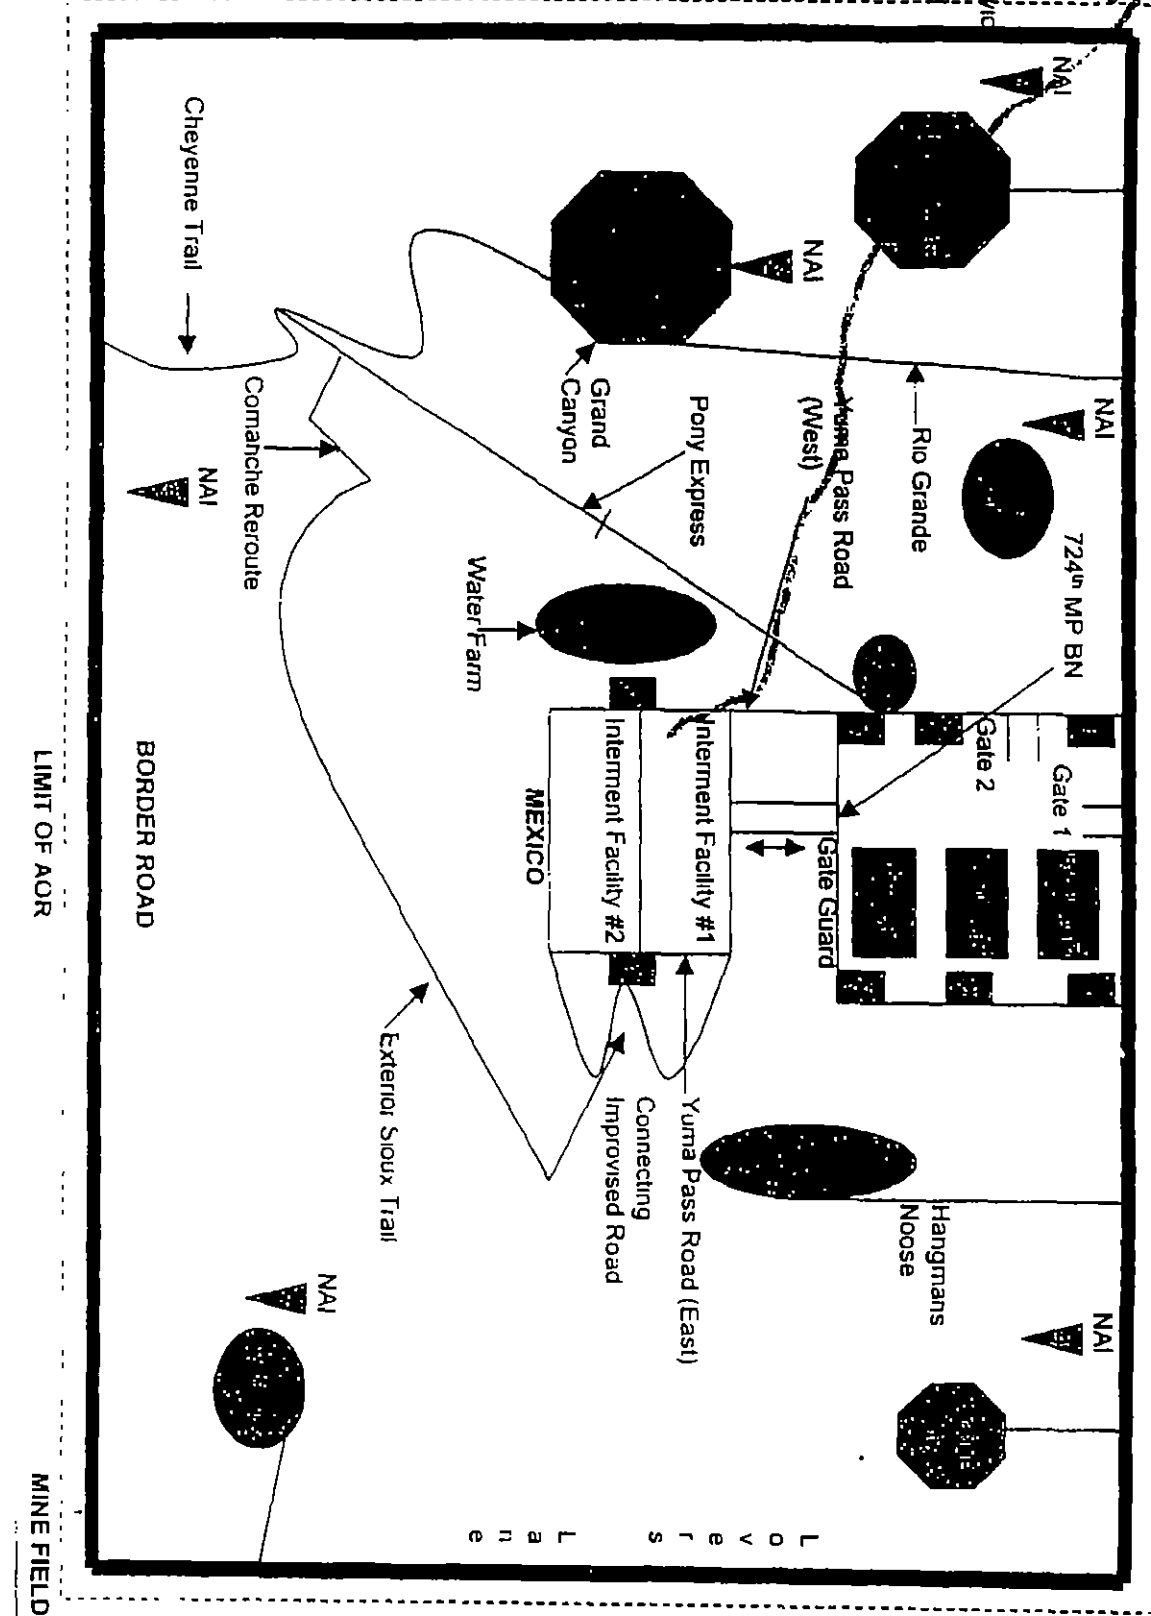 NAI
NAI
NAI
NAI
NAI
NAI
Cheyenne Trail
Comanche Reroute
Grand
Canyon
Pony Express
Yuma Pass Road
(West)
Rio Grande
724th MP BN
Water Farm
Gate 1
Gate 2
Gate Guard
Interment Facility #1
Interment Facility #2
MEXICO
Yuma Pass Road (East)
Connecting
Improvised Road
Exterior Sioux Trail
Hangmans
Noose
Lovers Lane
BORDER ROAD
LIMIT OF AOR
MINE FIELD